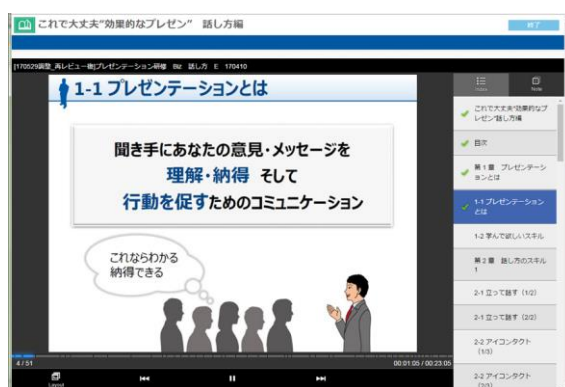 これで大丈夫“効果的なプレゼン” 話し方編
終了
[170529調整_再レビュー後]プレゼンテーション研修 Biz 話し方 E 170410
1-1 プレゼンテーションとは
聞き手にあなたの意見・メッセージを
理解・納得 そして
行動を促すためのコミュニケーション
これならわかる
納得できる
4 / 51
00:01:05 / 00:23:05
Layout
Index
Note
これで大丈夫“効果的なプ
レゼン”話し方編
目次
第1章 プレゼンテーシ
ョンとは
1-1 プレゼンテーション
とは
1-2 学んで欲しいスキル
第2章 話し方のスキル
1
2-1 立って話す (1/2)
2-1 立って話す (2/2)
2-2 アイコンタクト
(1/3)
2-2 アイコンタクト
(2/3)